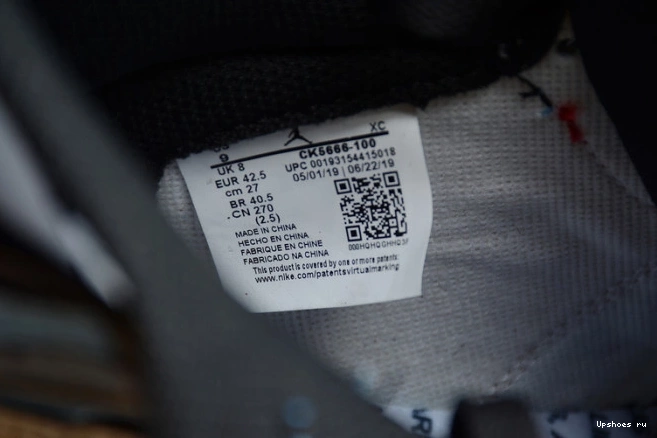 XC
9
CK5666-100
UK 8
UPC 00193154415018
EUR 42.5
05/01/19 | 06/22/19
cm 27
BR 40.5
CN 270
(2.5)
MADE IN CHINA
HECHO EN CHINA
FABRIQUE EN CHINE
FABRICADO NA CHINA
This product is covered by one or more patents:
www.nike.com/patentsvirtualmarking
Upshoes ru